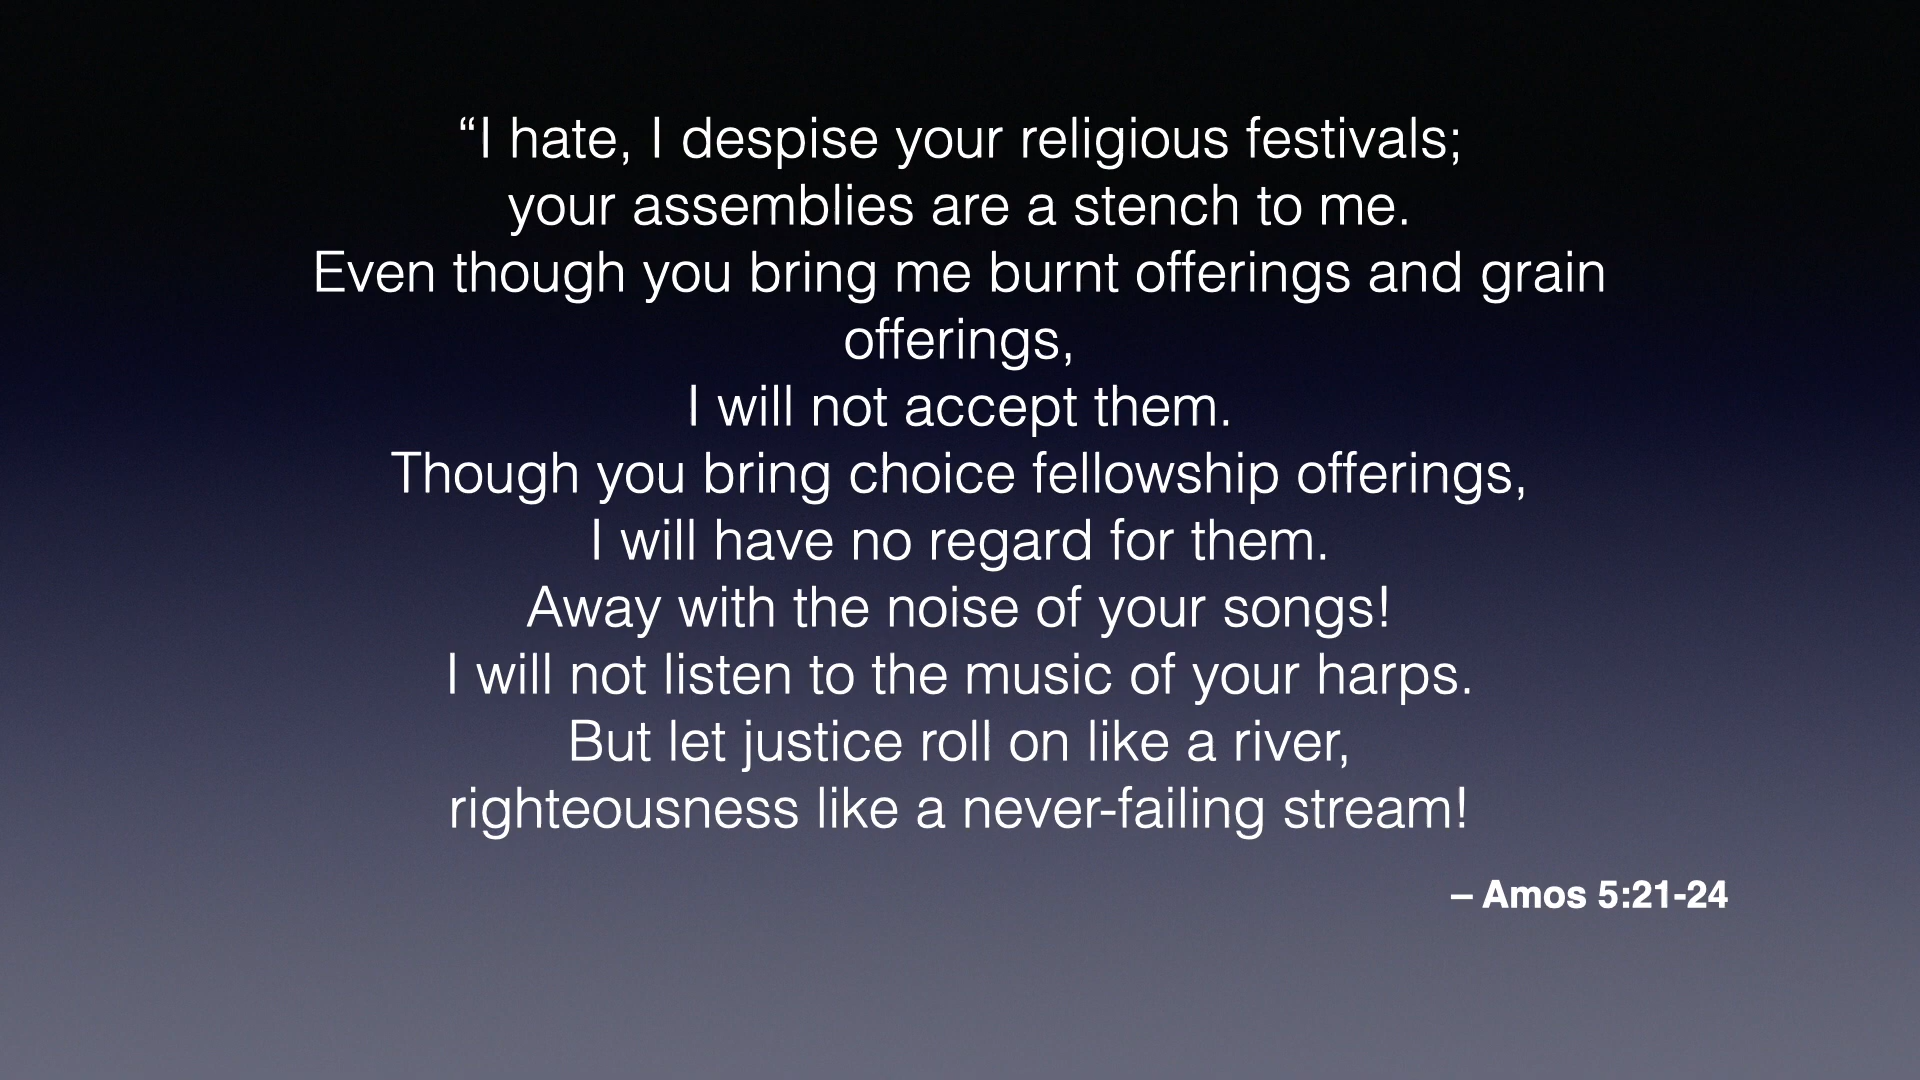 “I hate, I despise your religious festivals;
your assemblies are a stench to me.
Even though you bring me burnt offerings and grain
offerings,
I will not accept them.
Though you bring choice fellowship offerings,
I will have no regard for them.
Away with the noise of your songs!
I will not listen to the music of your harps.
But let justice roll on like a river,
righteousness like a never-failing stream!
– Amos 5:21-24